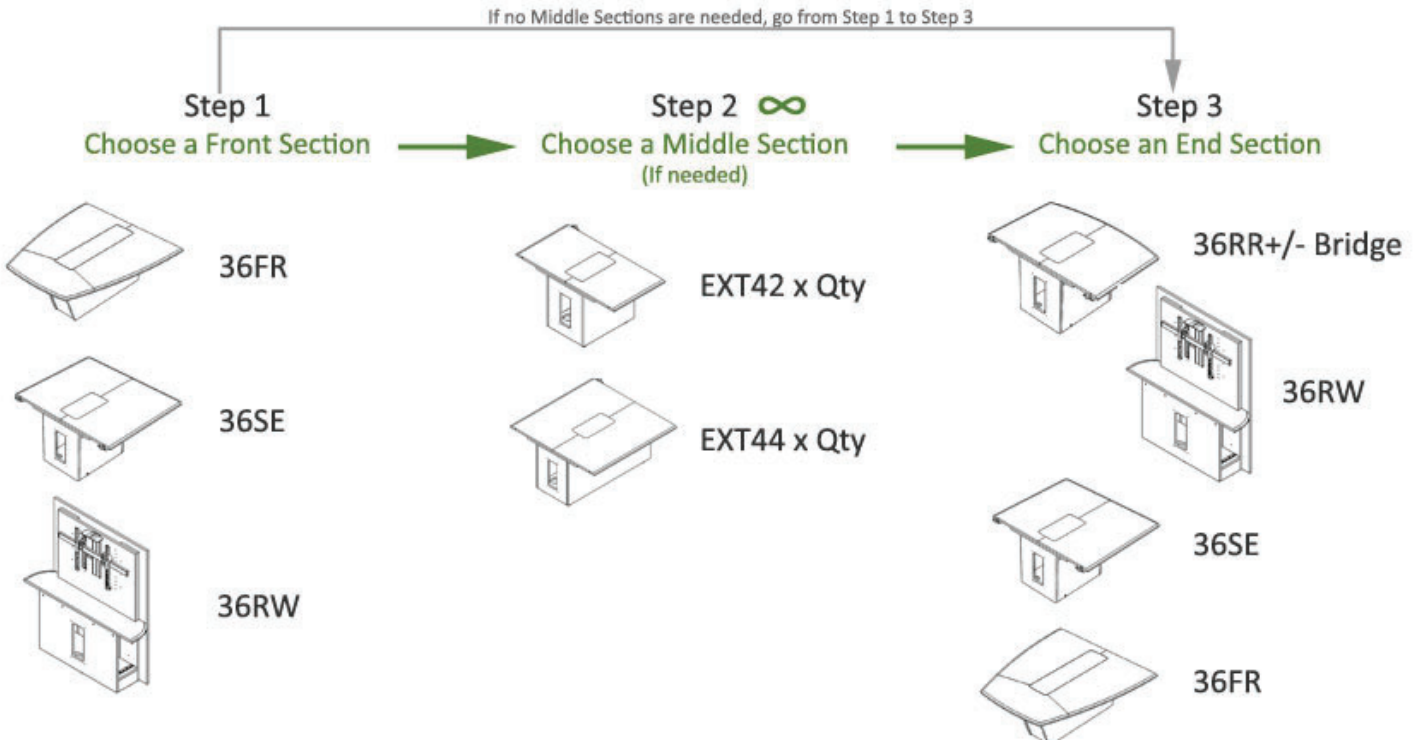 If no Middle Sections are needed, go from Step 1 to Step 3
Step 1
Choose a Front Section
36FR
36SE
36RW
Step 2 ∞
Choose a Middle Section
(If needed)
EXT42 x Qty
EXT44 x Qty
Step 3
Choose an End Section
36RR+/- Bridge
36RW
36SE
36FR